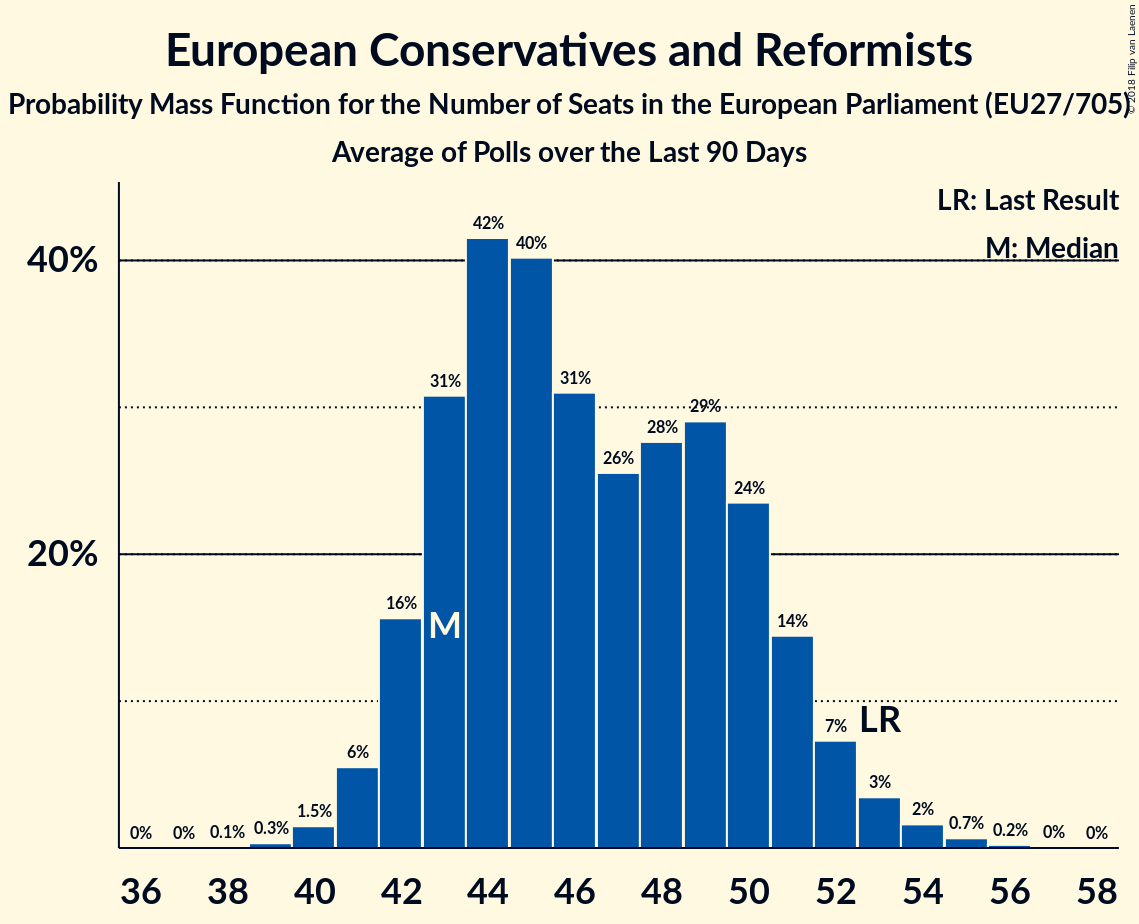 European Conservatives and Reformists
Probability Mass Function for the Number of Seats in the European Parliament (EU27/705)
Average of Polls over the Last 90 Days
© 2018 Filip van Laenen
LR: Last Result
M: Median
40%
20%
0%
0%
0.1%
0.3%
1.5%
6%
16%
31%
42%
40%
31%
26%
28%
29%
24%
14%
7%
3%
2%
0.7%
0.2%
0%
0%
M
LR
36 38 40 42 44 46 48 50 52 54 56 58